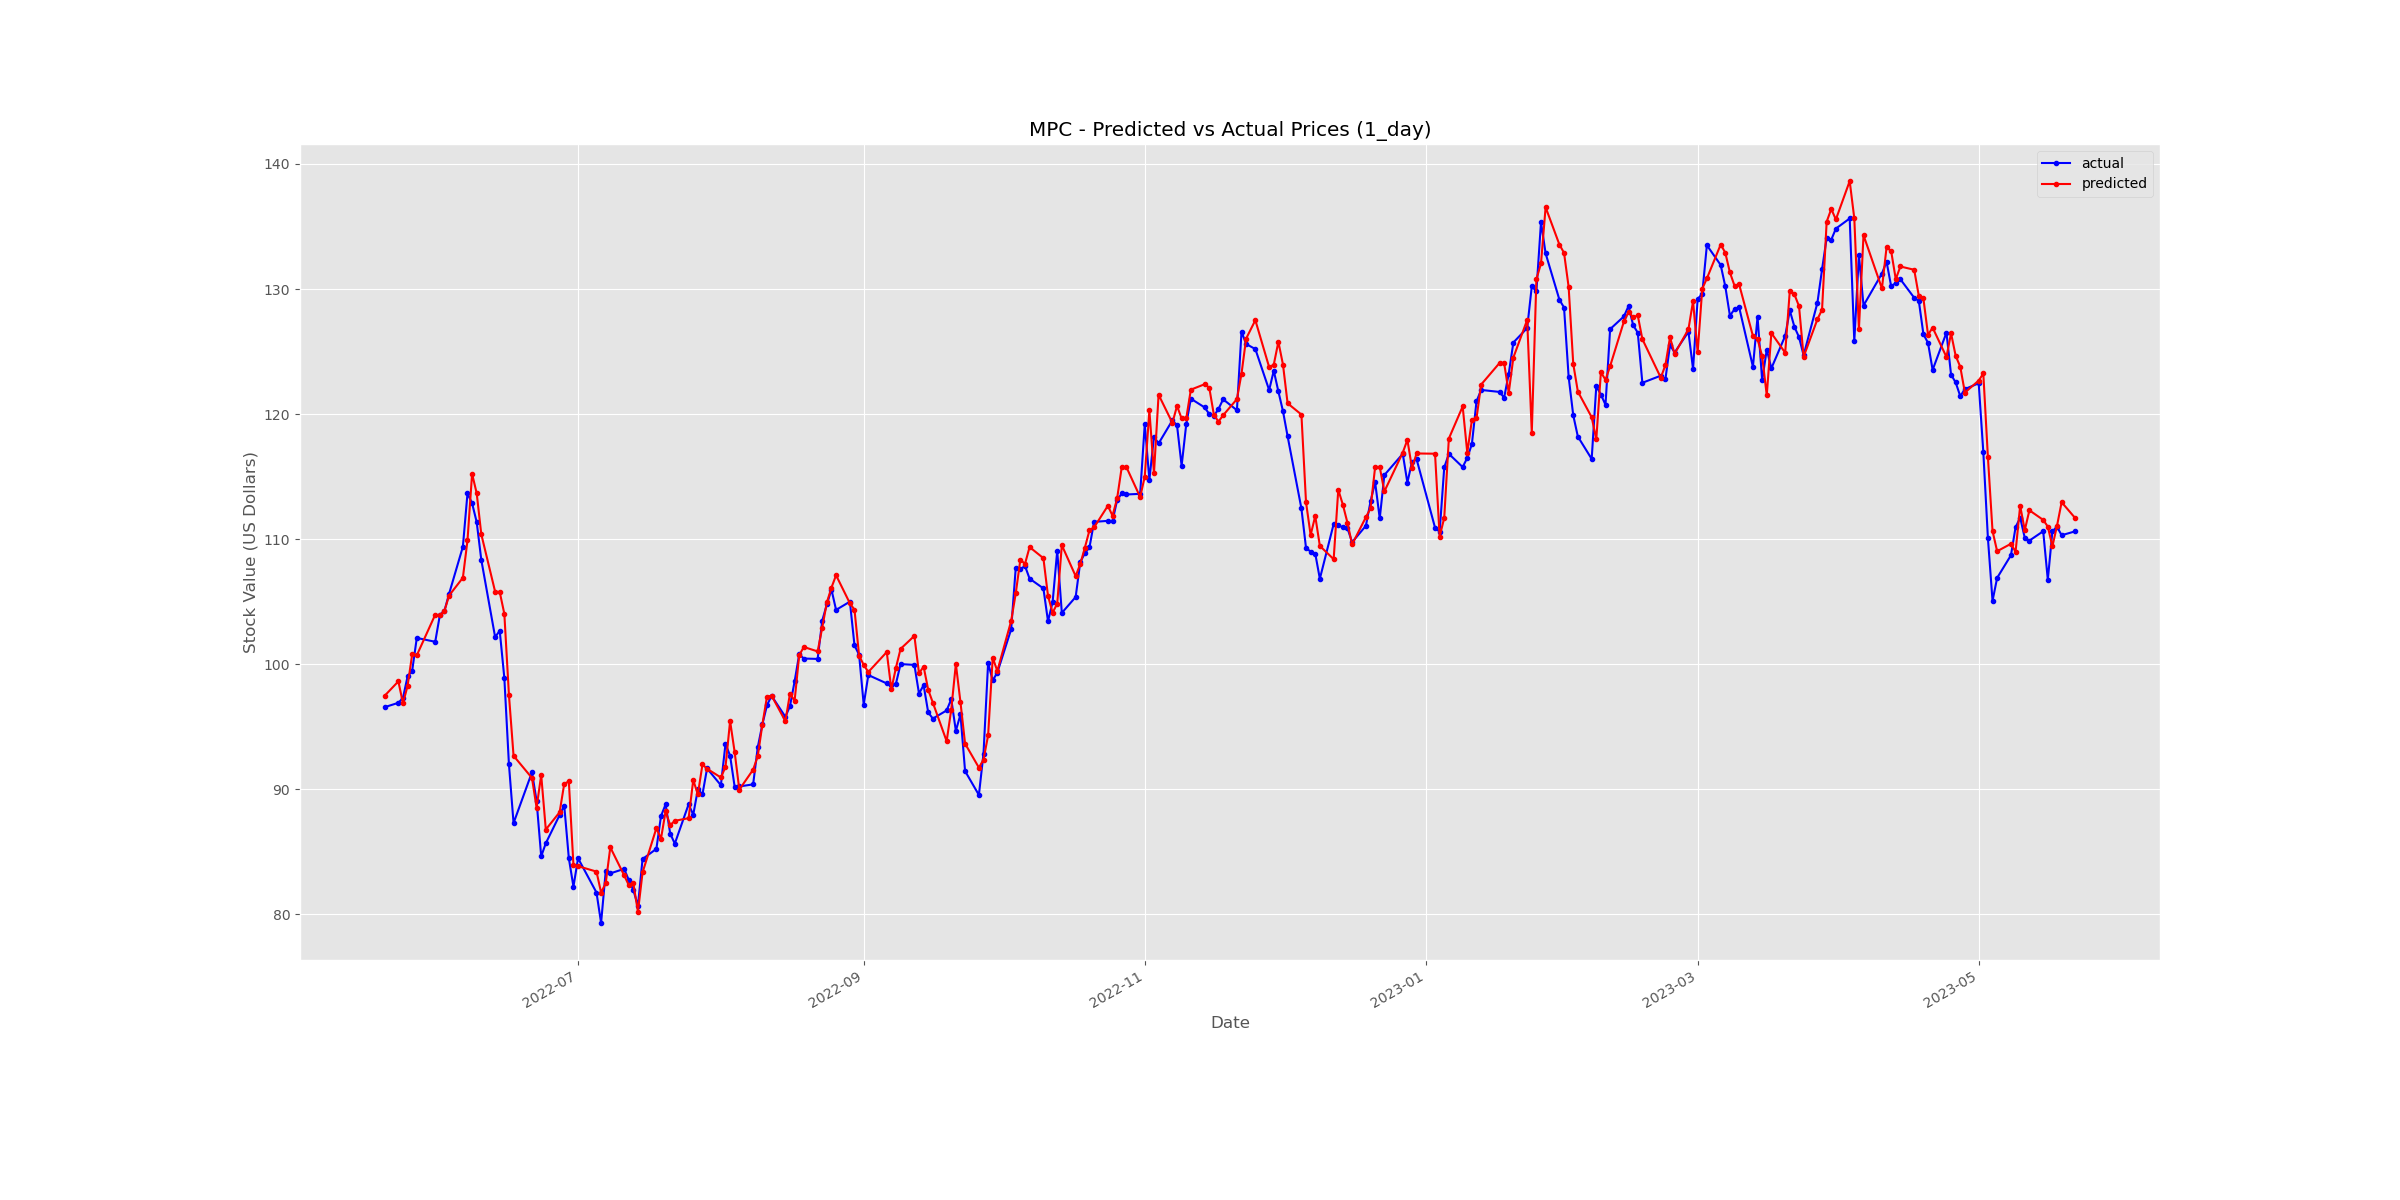 MPC - Predicted vs Actual Prices (1_day)
actual
predicted
140
130
120
110
100
90
80
Stock Value (US Dollars)
2022-07
2022-09
2022-11
2023-01
2023-03
2023-05
Date